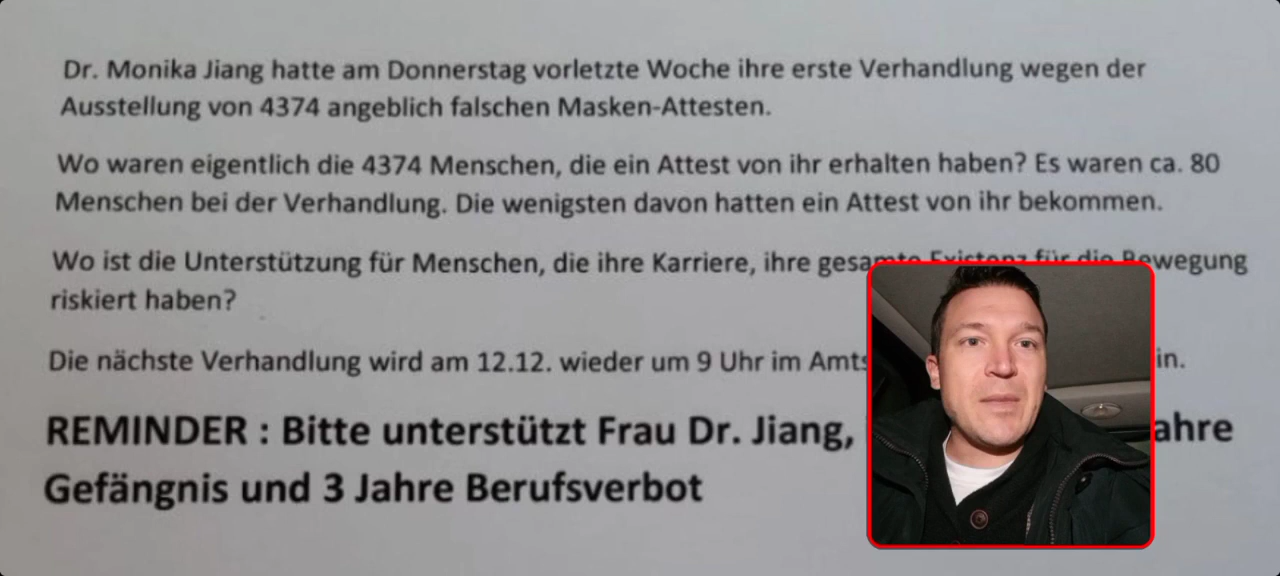 Dr. Monika Jiang hatte am Donnerstag vorletzte Woche ihre erste Verhandlung wegen der
Ausstellung von 4374 angeblich falschen Masken-Attesten.
Wo waren eigentlich die 4374 Menschen, die ein Attest von ihr erhalten haben? Es waren ca. 80
Menschen bei der Verhandlung. Die wenigsten davon hatten ein Attest von ihr bekommen.
Wo ist die Unterstützung für Menschen, die ihre Karriere, ihre gesamte Existenz für die Bewegung
riskiert haben?
Die nächste Verhandlung wird am 12.12. wieder um 9 Uhr im
REMINDER : Bitte unterstützt Frau Dr. Jiang,
Gefängnis und 3 Jahre Berufsverbot